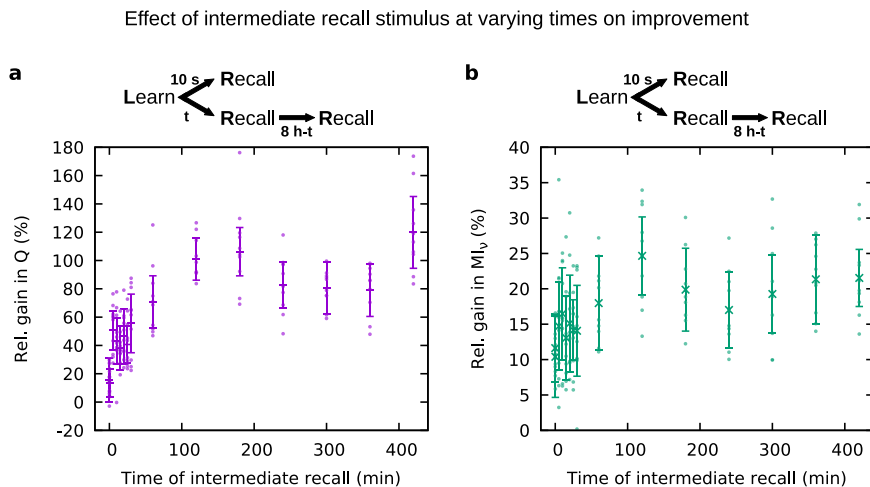 Effect of intermediate recall stimulus at varying times on improvement
a
10 s
Recall
Learn
t
Recall
Recall
8 h-t
180
160
140
120
100
80
60
40
20
0
-20
Rel. gain in Q (%)
0 100 200 300 400
Time of intermediate recall (min)
b
10 s
Recall
Learn
t
Recall
Recall
8 h-t
40
35
30
25
20
15
10
5
0
Rel. gain in MIᵥ (%)
0 100 200 300 400
Time of intermediate recall (min)